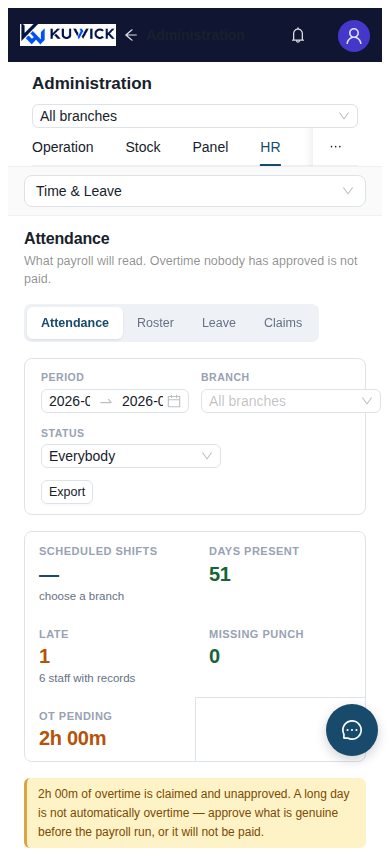 KUWICK
Administration
Administration
All branches
Operation Stock Panel HR ...
Time & Leave
Attendance
What payroll will read. Overtime nobody has approved is not
paid.
Attendance Roster Leave Claims
PERIOD BRANCH
2026-0 2026-0 All branches
STATUS
Everybody
Export
SCHEDULED SHIFTS DAYS PRESENT
— 51
choose a branch
LATE MISSING PUNCH
1 0
6 staff with records
OT PENDING
2h 00m
2h 00m of overtime is claimed and unapproved. A long day
is not automatically overtime — approve what is genuine
before the payroll run, or it will not be paid.